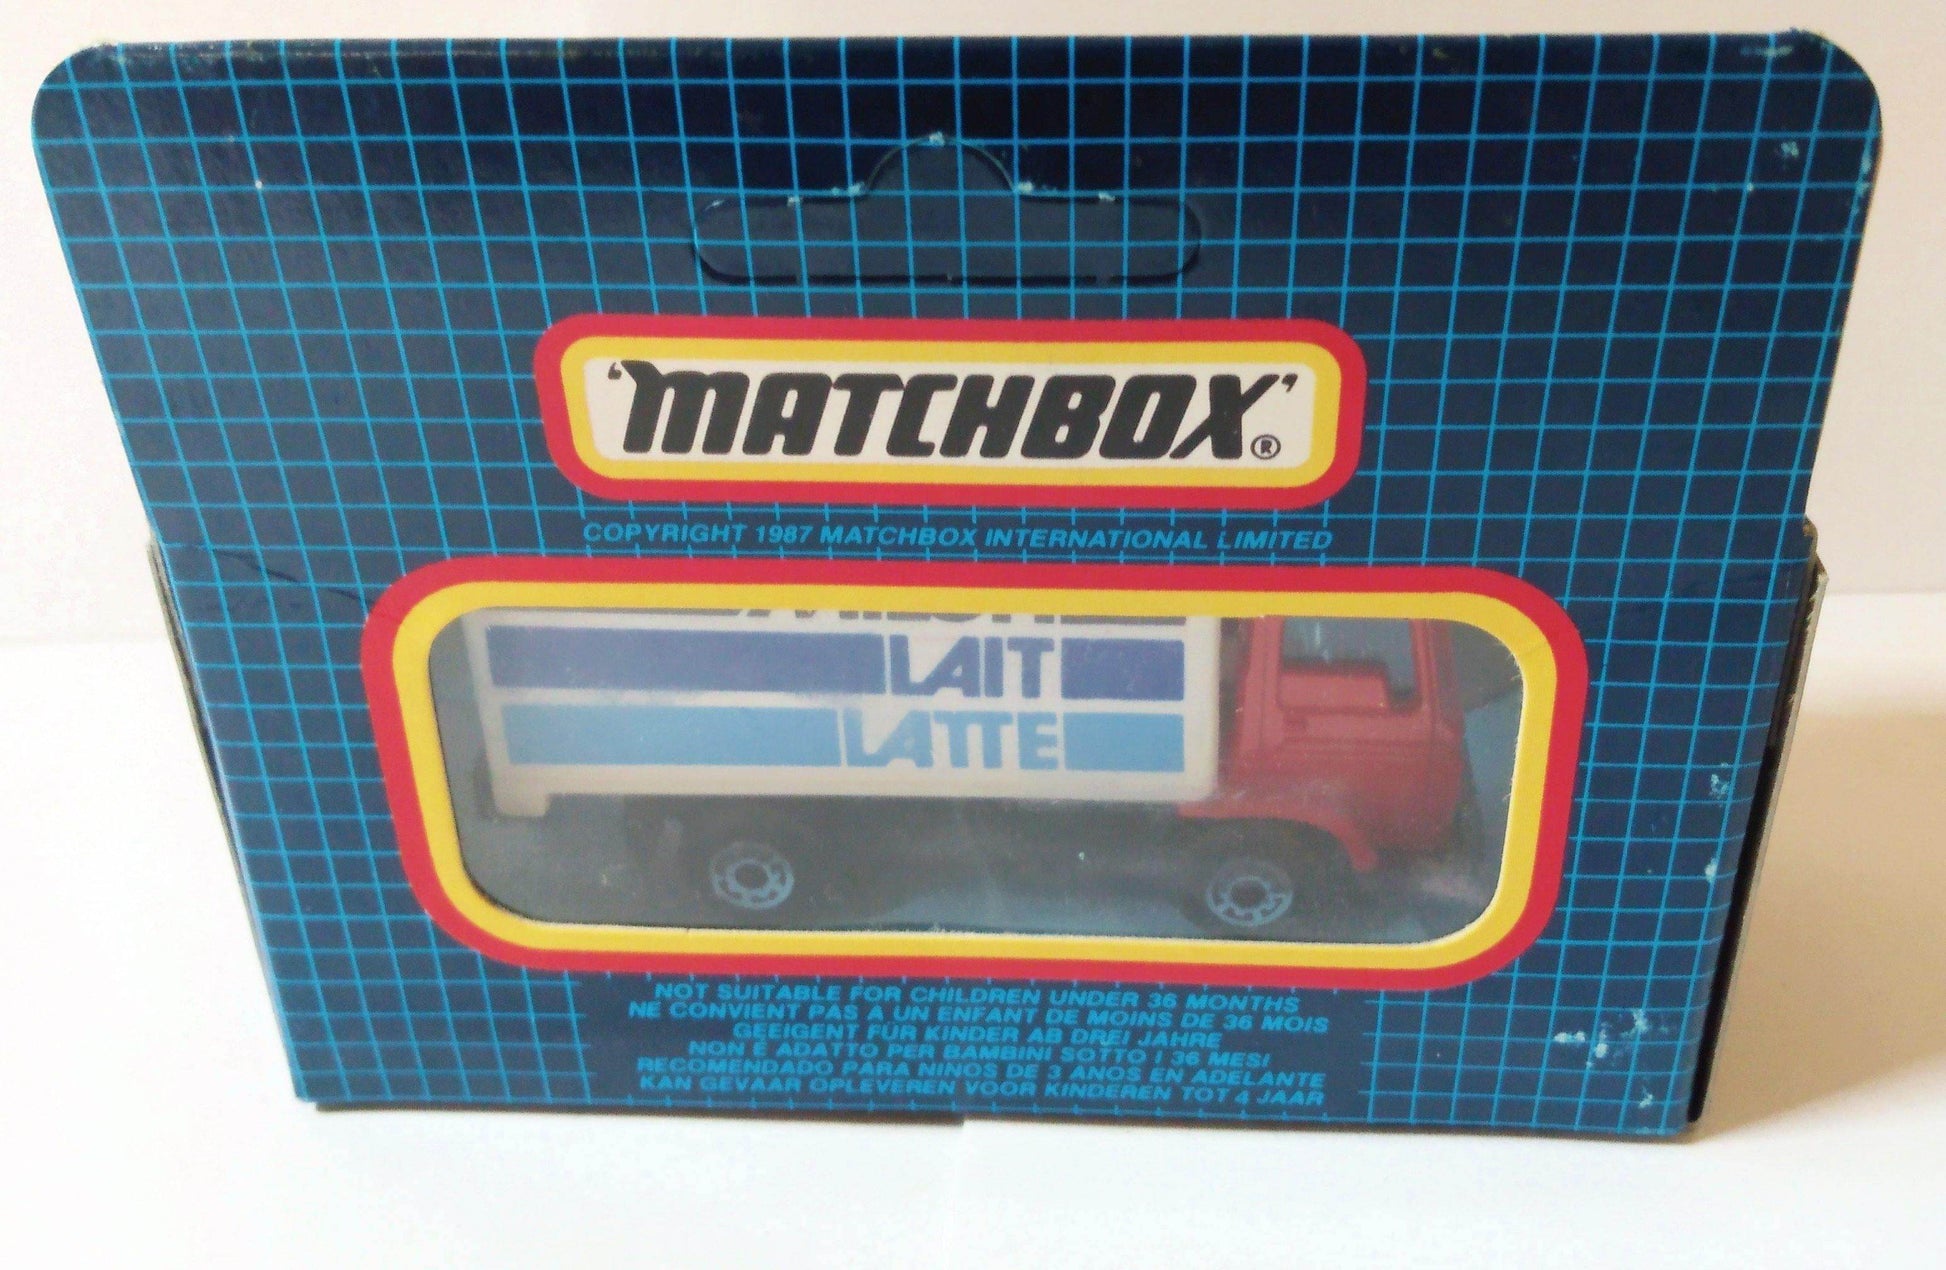 'MATCHBOX'®
COPYRIGHT 1987 MATCHBOX INTERNATIONAL LIMITED
LAIT
LATTE
NOT SUITABLE FOR CHILDREN UNDER 36 MONTHS
NE CONVIENT PAS A UN ENFANT DE MOINS DE 36 MOIS
GEEIGENT FÜR KINDER AB DREI JAHRE
NON È ADATTO PER BAMBINI SOTTO I 36 MESI
RECOMENDADO PARA NINOS DE 3 ANOS EN ADELANTE
KAN GEVAAR OPLEVEREN VOOR KINDEREN TOT 4 JAAR